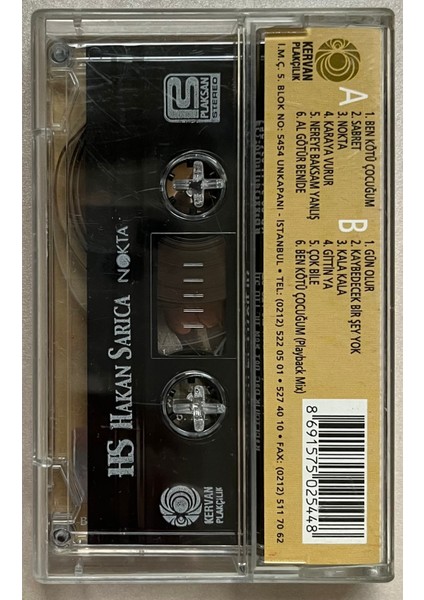 KERVAN
PLAKÇILIK
A
1. BEN KÖTÜ ÇOCUĞUM
2. SABRET
3. NOKTA
4. KARAYA VURUR
5. NEREYE BAKSAM YANLIŞ
6. AL GÖTÜR BENİDE
B
1. GÜN OLUR
2. KAYBEDECEK BİR ŞEY YOK
3. KALA KALA
4. GİTTİN YA
5. ÇOK BİLE
6. BEN KÖTÜ ÇOCUĞUM (Playback Mix)
I.M.Ç. 5. BLOK NO: 5454 UNKAPANI - İSTANBUL • TEL: (0212) 522 05 01 • 527 40 10 • FAX: (0212) 511 70 62
8 691575 025448
PLAKSAN
STEREO
HS HAKAN SARICA NOKTA
KERVAN
PLAKÇILIK